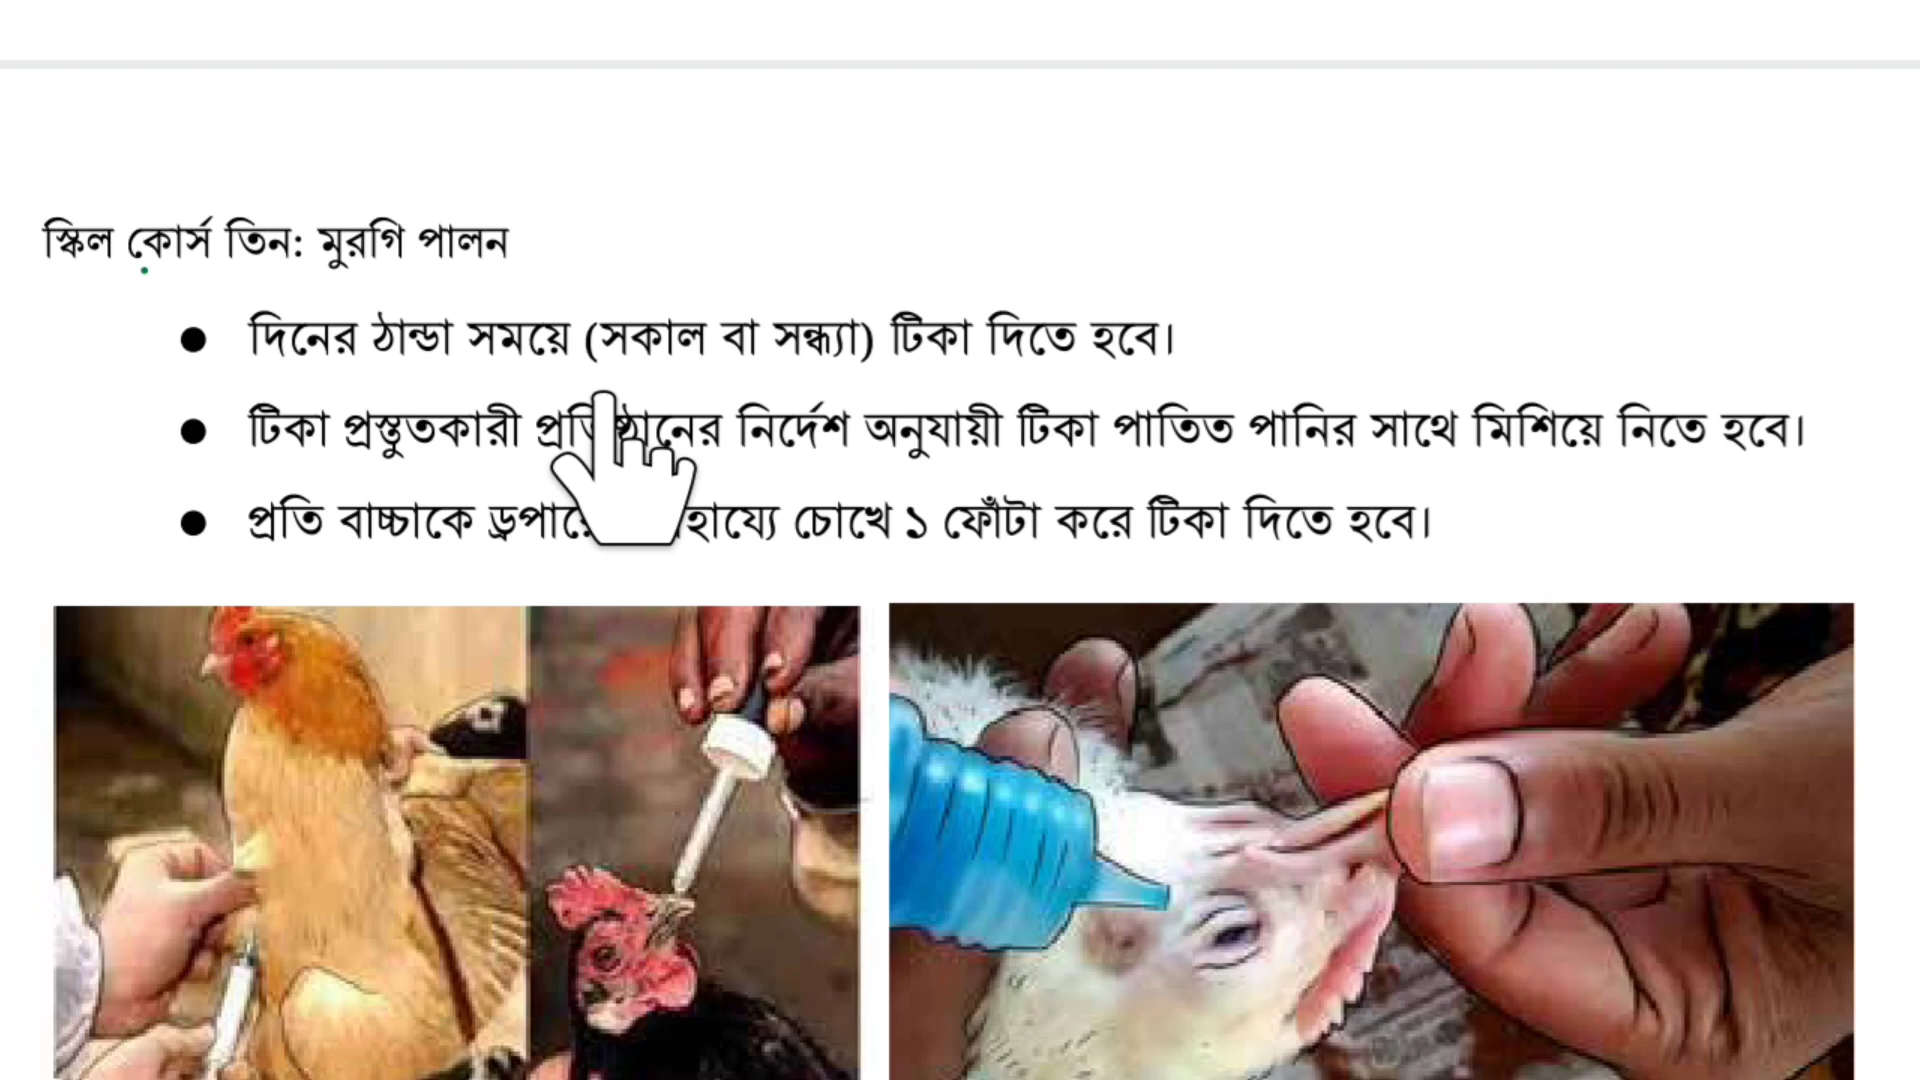 স্কিল কোর্স তিন: মুরগি পালন
● দিনের ঠান্ডা সময়ে (সকাল বা সন্ধ্যা) টিকা দিতে হবে।
● টিকা প্রস্তুতকারী নির্দেশ অনুযায়ী টিকা পাতিত পানির সাথে মিশিয়ে নিতে হবে।
● প্রতি বাচ্চাকে চোখে ১ ফোঁটা করে টিকা দিতে হবে।